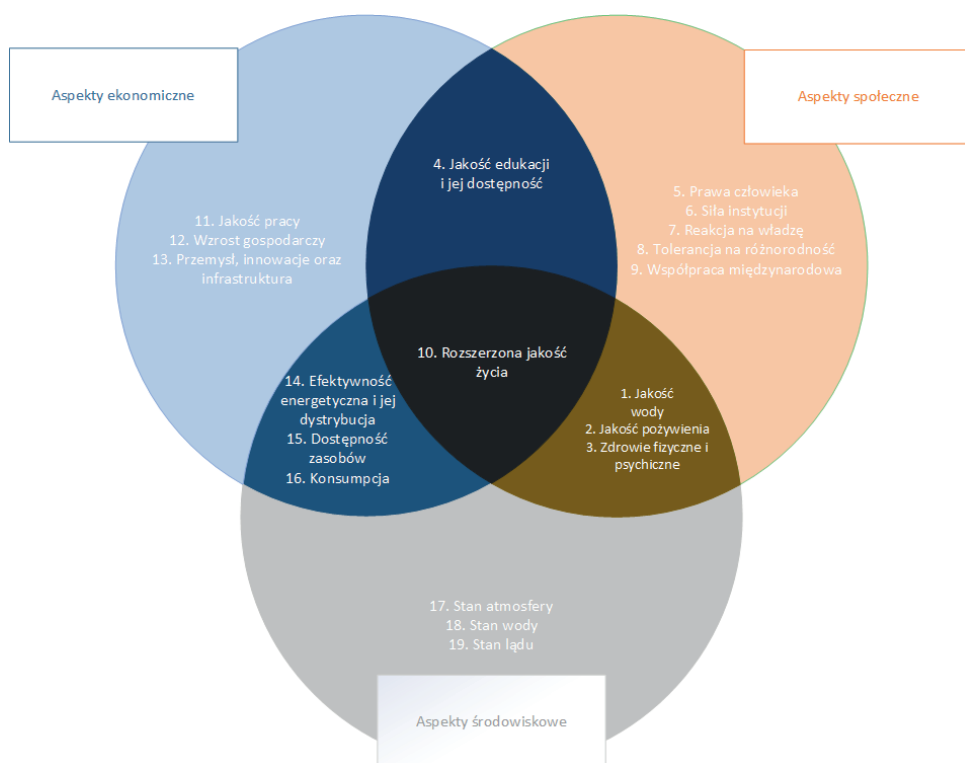 Aspekty ekonomiczne
Aspekty społeczne
4. Jakość edukacji
i jej dostępność
11. Jakość pracy
12. Wzrost gospodarczy
13. Przemysł, innowacje oraz
infrastruktura
5. Prawa człowieka
6. Siła instytucji
7. Reakcja na władzę
8. Tolerancja na różnorodność
9. Współpraca międzynarodowa
10. Rozszerzona jakość
życia
14. Efektywność
energetyczna i jej
dystrybucja
15. Dostępność
zasobów
16. Konsumpcja
1. Jakość
wody
2. Jakość pożywienia
3. Zdrowie fizyczne i
psychiczne
17. Stan atmosfery
18. Stan wody
19. Stan lądu
Aspekty środowiskowe